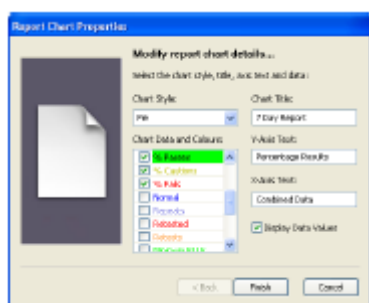 Report Chart Properties
Modify report chart details...
Select the chart style, title, axis text and data:
Chart Style:
Pie
Chart Title:
7 Day Report
Chart Data and Colours:
% Passes
% Cautions
% Fails
Normal
Repeats
Retested
Retests
Y-Axis Text:
Percentage Results
X-Axis Text:
Combined Data
Display Data Values
< Back
Finish
Cancel